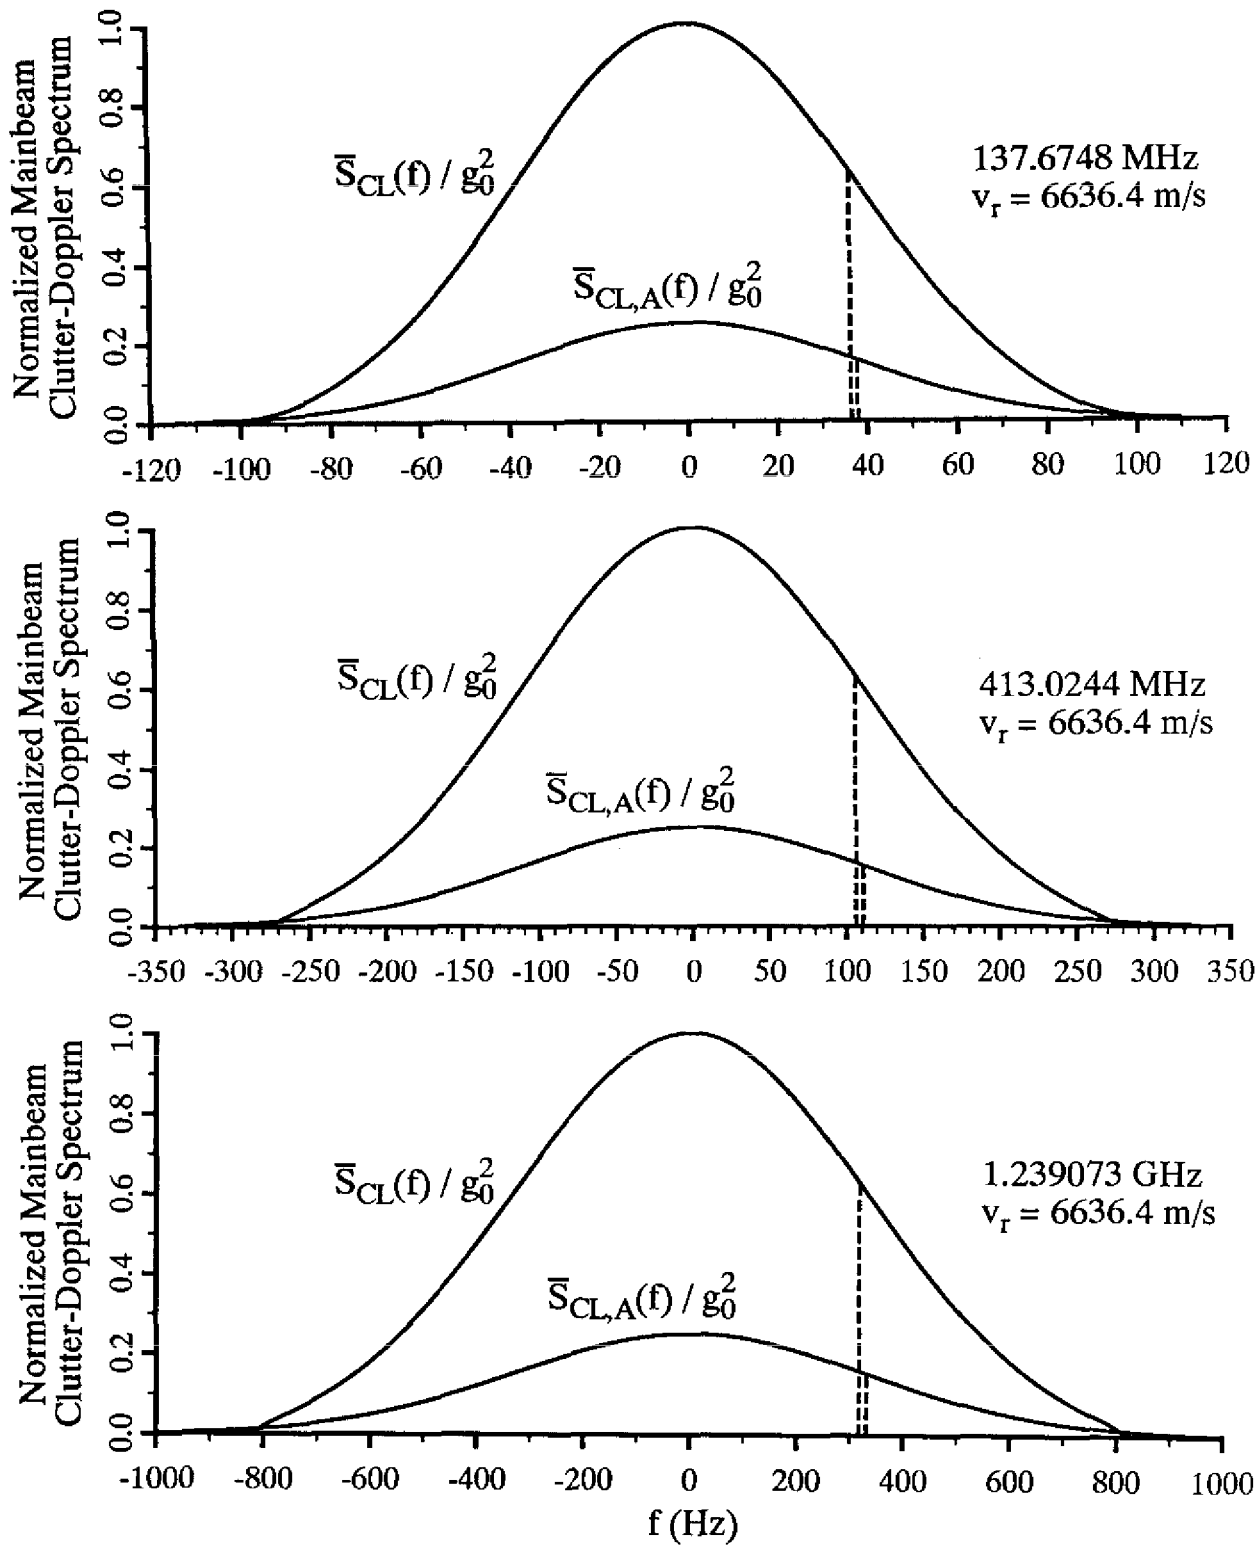 Normalized Mainbeam
Clutter-Doppler Spectrum
1.0
0.8
0.6
0.4
0.2
0.0
S̅CL(f) / g₀²
S̅CL,A(f) / g₀²
137.6748 MHz
vr = 6636.4 m/s
-120 -100 -80 -60 -40 -20 0 20 40 60 80 100 120
Normalized Mainbeam
Clutter-Doppler Spectrum
1.0
0.8
0.6
0.4
0.2
0.0
S̅CL(f) / g₀²
S̅CL,A(f) / g₀²
413.0244 MHz
vr = 6636.4 m/s
-350 -300 -250 -200 -150 -100 -50 0 50 100 150 200 250 300 350
Normalized Mainbeam
Clutter-Doppler Spectrum
1.0
0.8
0.6
0.4
0.2
0.0
S̅CL(f) / g₀²
S̅CL,A(f) / g₀²
1.239073 GHz
vr = 6636.4 m/s
-1000 -800 -600 -400 -200 0 200 400 600 800 1000
f (Hz)